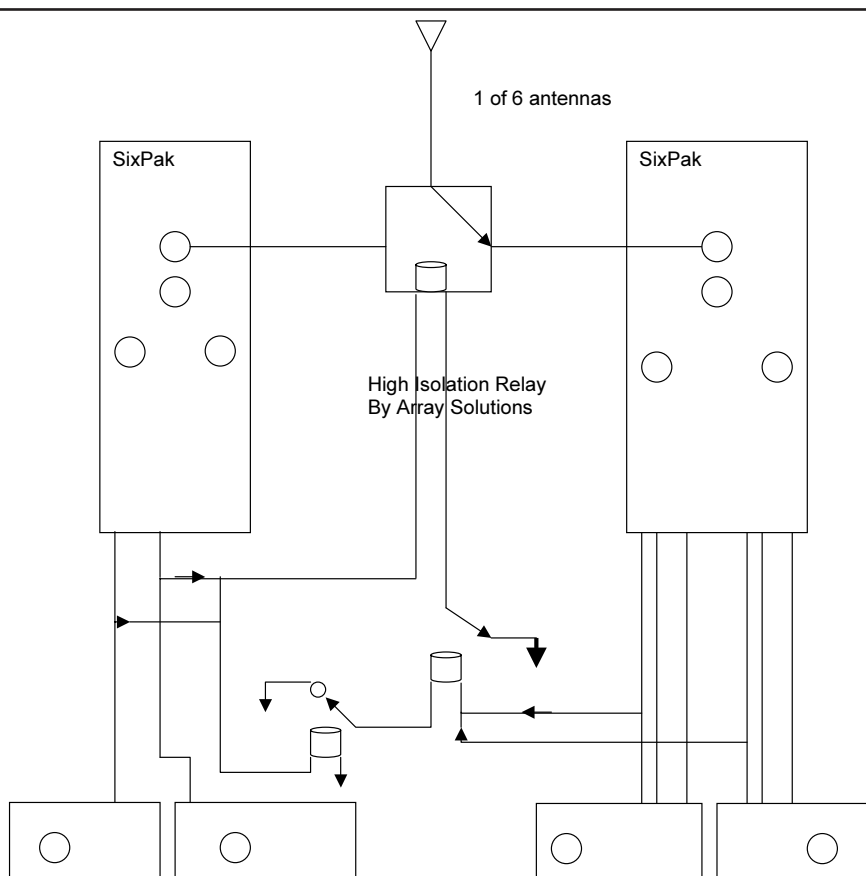 1 of 6 antennas
SixPak
SixPak
High Isolation Relay
By Array Solutions